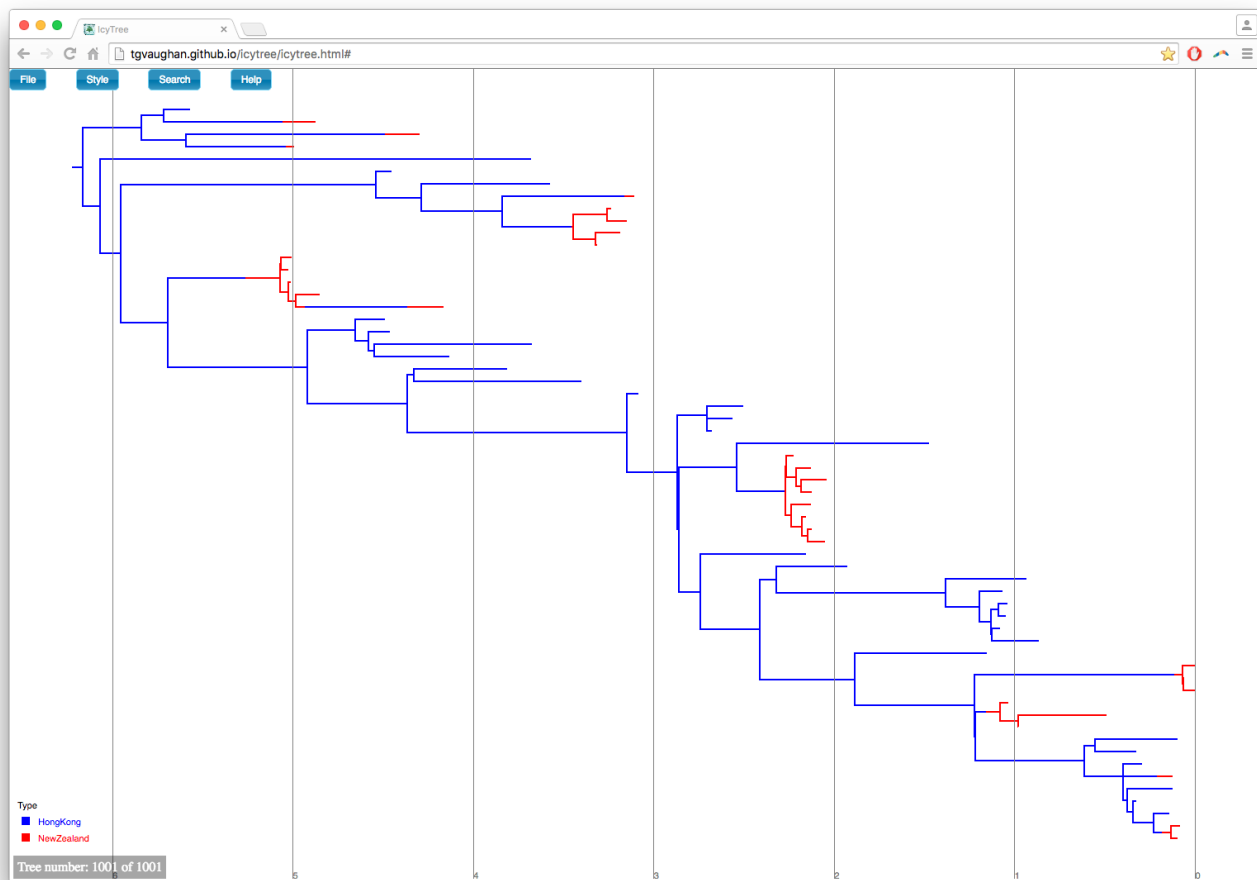 IcyTree
tgvaughan.github.io/icytree/icytree.html#
File Style Search Help
Type
HongKong
NewZealand
Tree number: 1001 of 1001
6 5 4 3 2 1 0